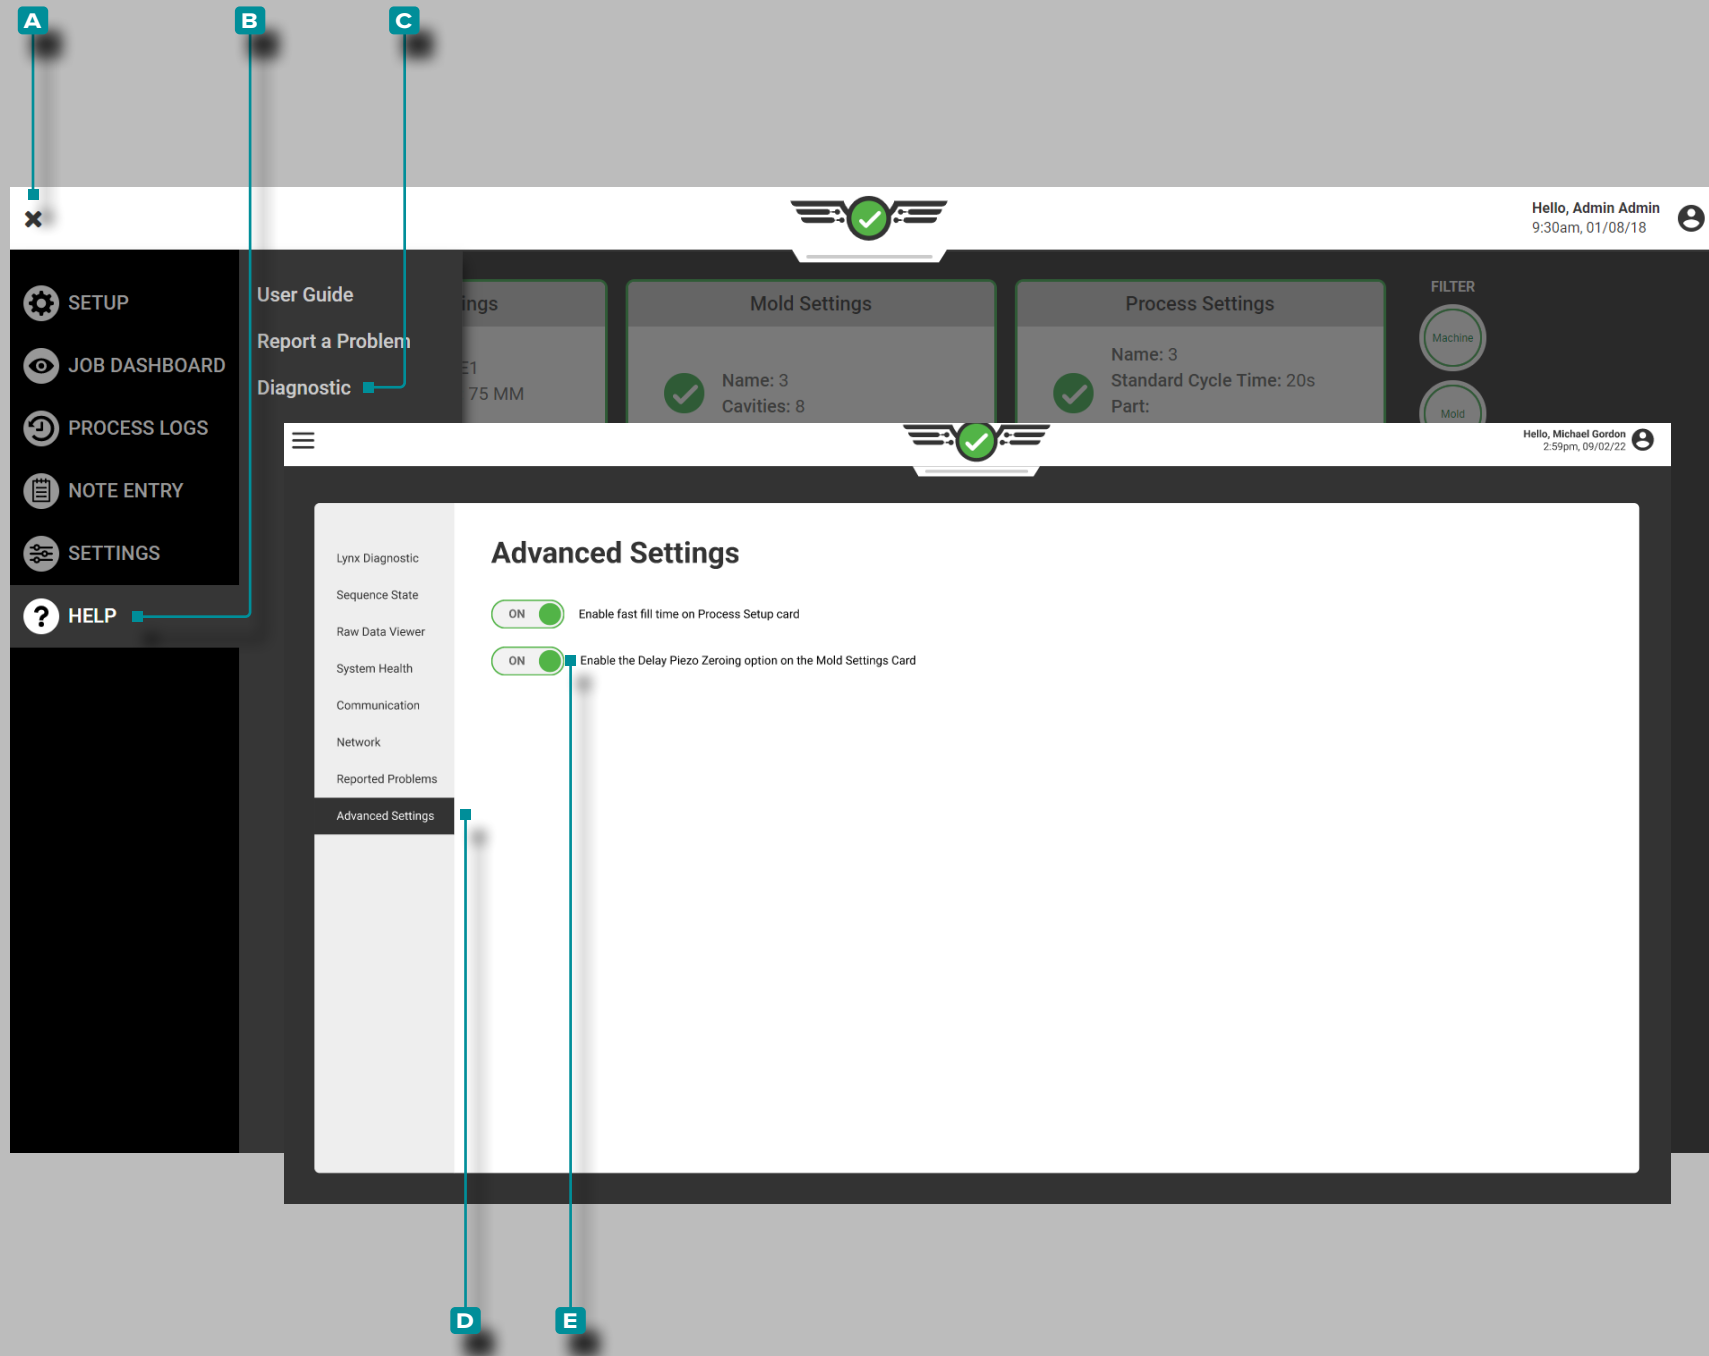 A
B
C
Hello, Admin Admin
9:30am, 01/08/18
SETUP
JOB DASHBOARD
PROCESS LOGS
NOTE ENTRY
SETTINGS
HELP
User Guide
Report a Problem
Diagnostic
ings
E1
75 MM
Mold Settings
Name: 3
Cavities: 8
Process Settings
Name: 3
Standard Cycle Time: 20s
Part:
FILTER
Machine
Mold
Hello, Michael Gordon
2:59pm, 09/02/22
Lynx Diagnostic
Sequence State
Raw Data Viewer
System Health
Communication
Network
Reported Problems
Advanced Settings
Advanced Settings
ON Enable fast fill time on Process Setup card
ON Enable the Delay Piezo Zeroing option on the Mold Settings Card
D
E